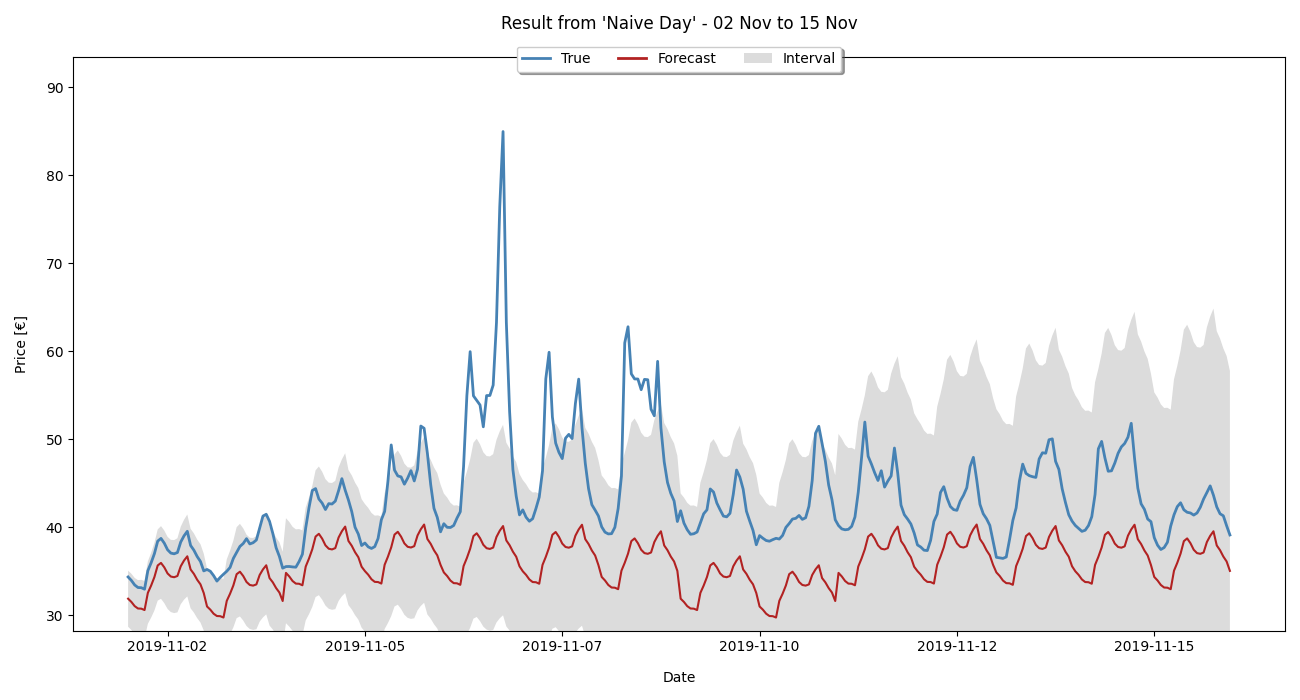 Result from 'Naive Day' - 02 Nov to 15 Nov
True Forecast Interval
90
80
70
60
50
40
30
Price [€]
2019-11-02 2019-11-05 2019-11-07 2019-11-10 2019-11-12 2019-11-15
Date